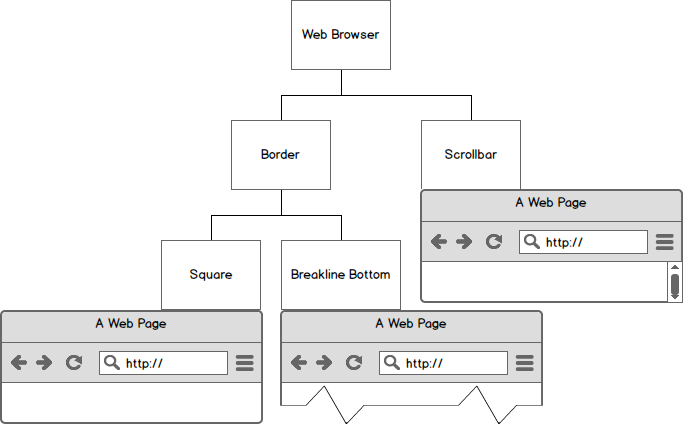 Web Browser
Border
Scrollbar
A Web Page
http://
Square
Breakline Bottom
A Web Page
http://
A Web Page
http://